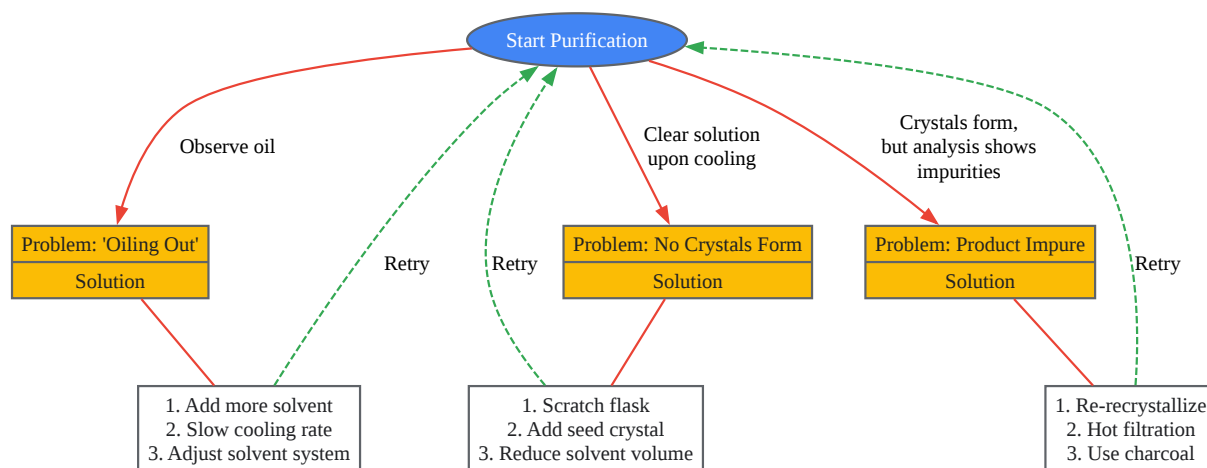 Start Purification
Observe oil
Clear solution
upon cooling
Crystals form,
but analysis shows
impurities
Problem: 'Oiling Out'
Solution
Retry
Retry
Problem: No Crystals Form
Solution
Problem: Product Impure
Solution
Retry
1. Add more solvent
2. Slow cooling rate
3. Adjust solvent system
1. Scratch flask
2. Add seed crystal
3. Reduce solvent volume
1. Re-recrystallize
2. Hot filtration
3. Use charcoal